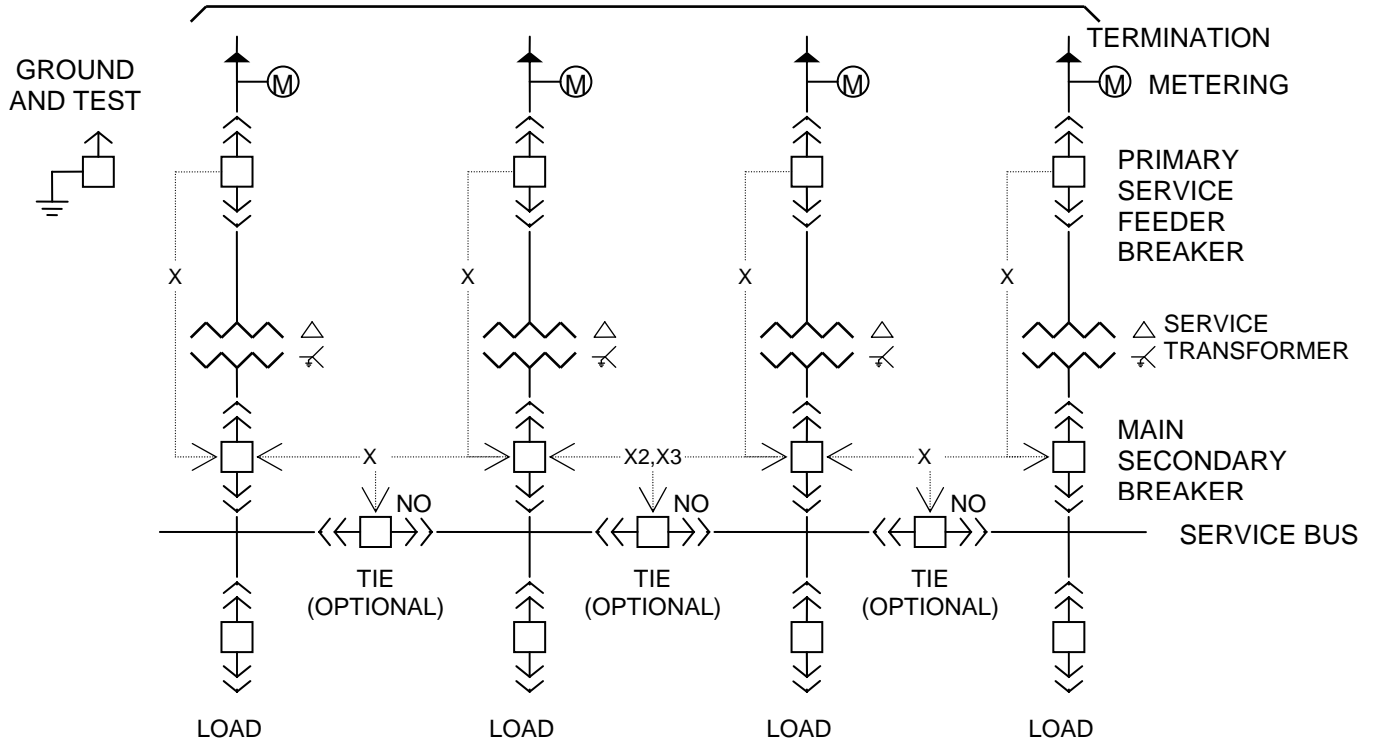 TERMINATION
GROUND
AND TEST
M
M
M
M
METERING
PRIMARY
SERVICE
FEEDER
BREAKER
X
X
X
X
SERVICE
TRANSFORMER
MAIN
SECONDARY
BREAKER
X
X2,X3
X
NO
NO
NO
SERVICE BUS
TIE
(OPTIONAL)
TIE
(OPTIONAL)
TIE
(OPTIONAL)
LOAD
LOAD
LOAD
LOAD